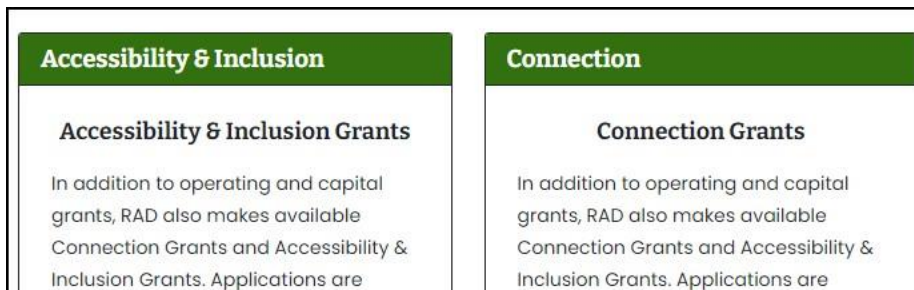 Accessibility & Inclusion
Accessibility & Inclusion Grants
In addition to operating and capital
grants, RAD also makes available
Connection Grants and Accessibility &
Inclusion Grants. Applications are
Connection
Connection Grants
In addition to operating and capital
grants, RAD also makes available
Connection Grants and Accessibility &
Inclusion Grants. Applications are